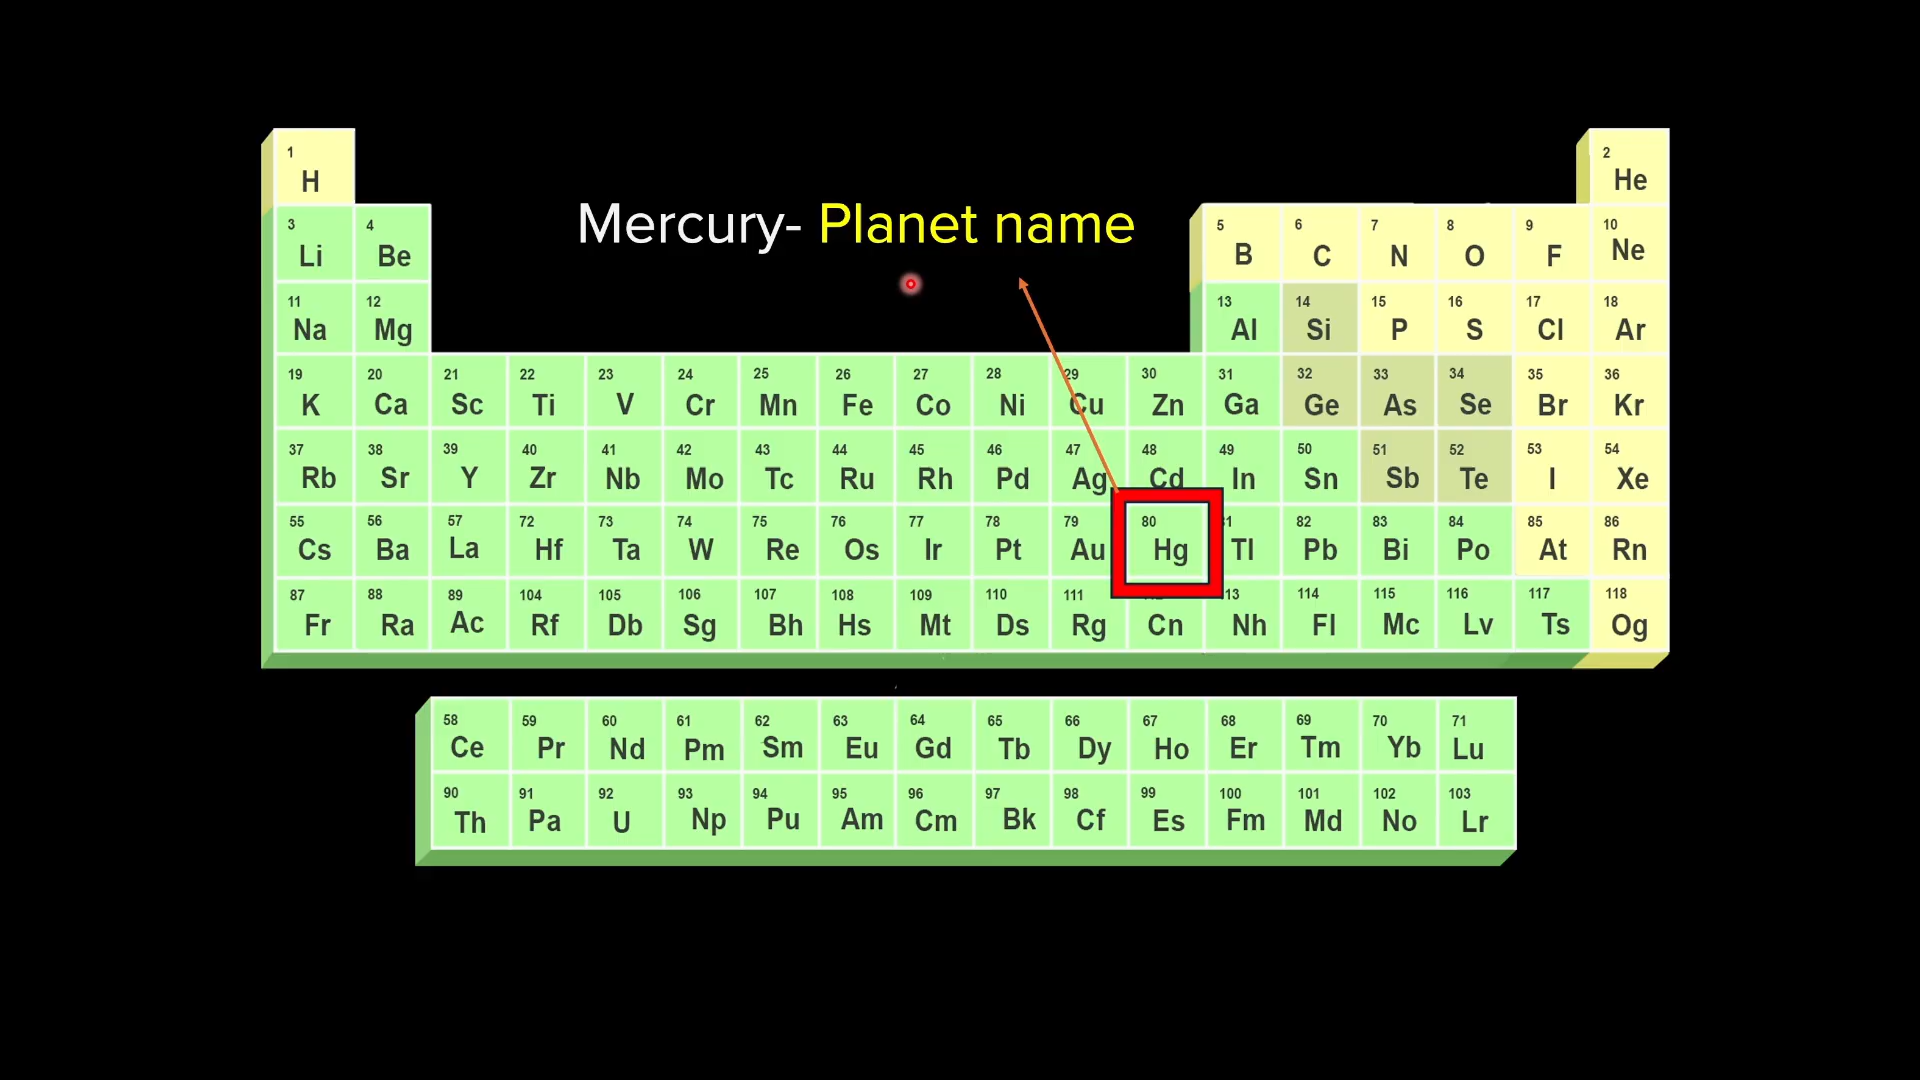 1 2
H He
Mercury- Planet name
3 4 5 6 7 8 9 10
Li Be B C N O F Ne
11 12 13 14 15 16 17 18
Na Mg Al Si P S Cl Ar
19 20 21 22 23 24 25 26 27 28 29 30 31 32 33 34 35 36
K Ca Sc Ti V Cr Mn Fe Co Ni Cu Zn Ga Ge As Se Br Kr
37 38 39 40 41 42 43 44 45 46 47 48 49 50 51 52 53 54
Rb Sr Y Zr Nb Mo Tc Ru Rh Pd Ag Cd In Sn Sb Te I Xe
55 56 57 72 73 74 75 76 77 78 79 80 82 83 84 85 86
Cs Ba La Hf Ta W Re Os Ir Pt Au Hg Tl Pb Bi Po At Rn
87 88 89 104 105 106 107 108 109 110 111 114 115 116 117 118
Fr Ra Ac Rf Db Sg Bh Hs Mt Ds Rg Cn Nh Fl Mc Lv Ts Og
58 59 60 61 62 63 64 65 66 67 68 69 70 71
Ce Pr Nd Pm Sm Eu Gd Tb Dy Ho Er Tm Yb Lu
90 91 92 93 94 95 96 97 98 99 100 101 102 103
Th Pa U Np Pu Am Cm Bk Cf Es Fm Md No Lr